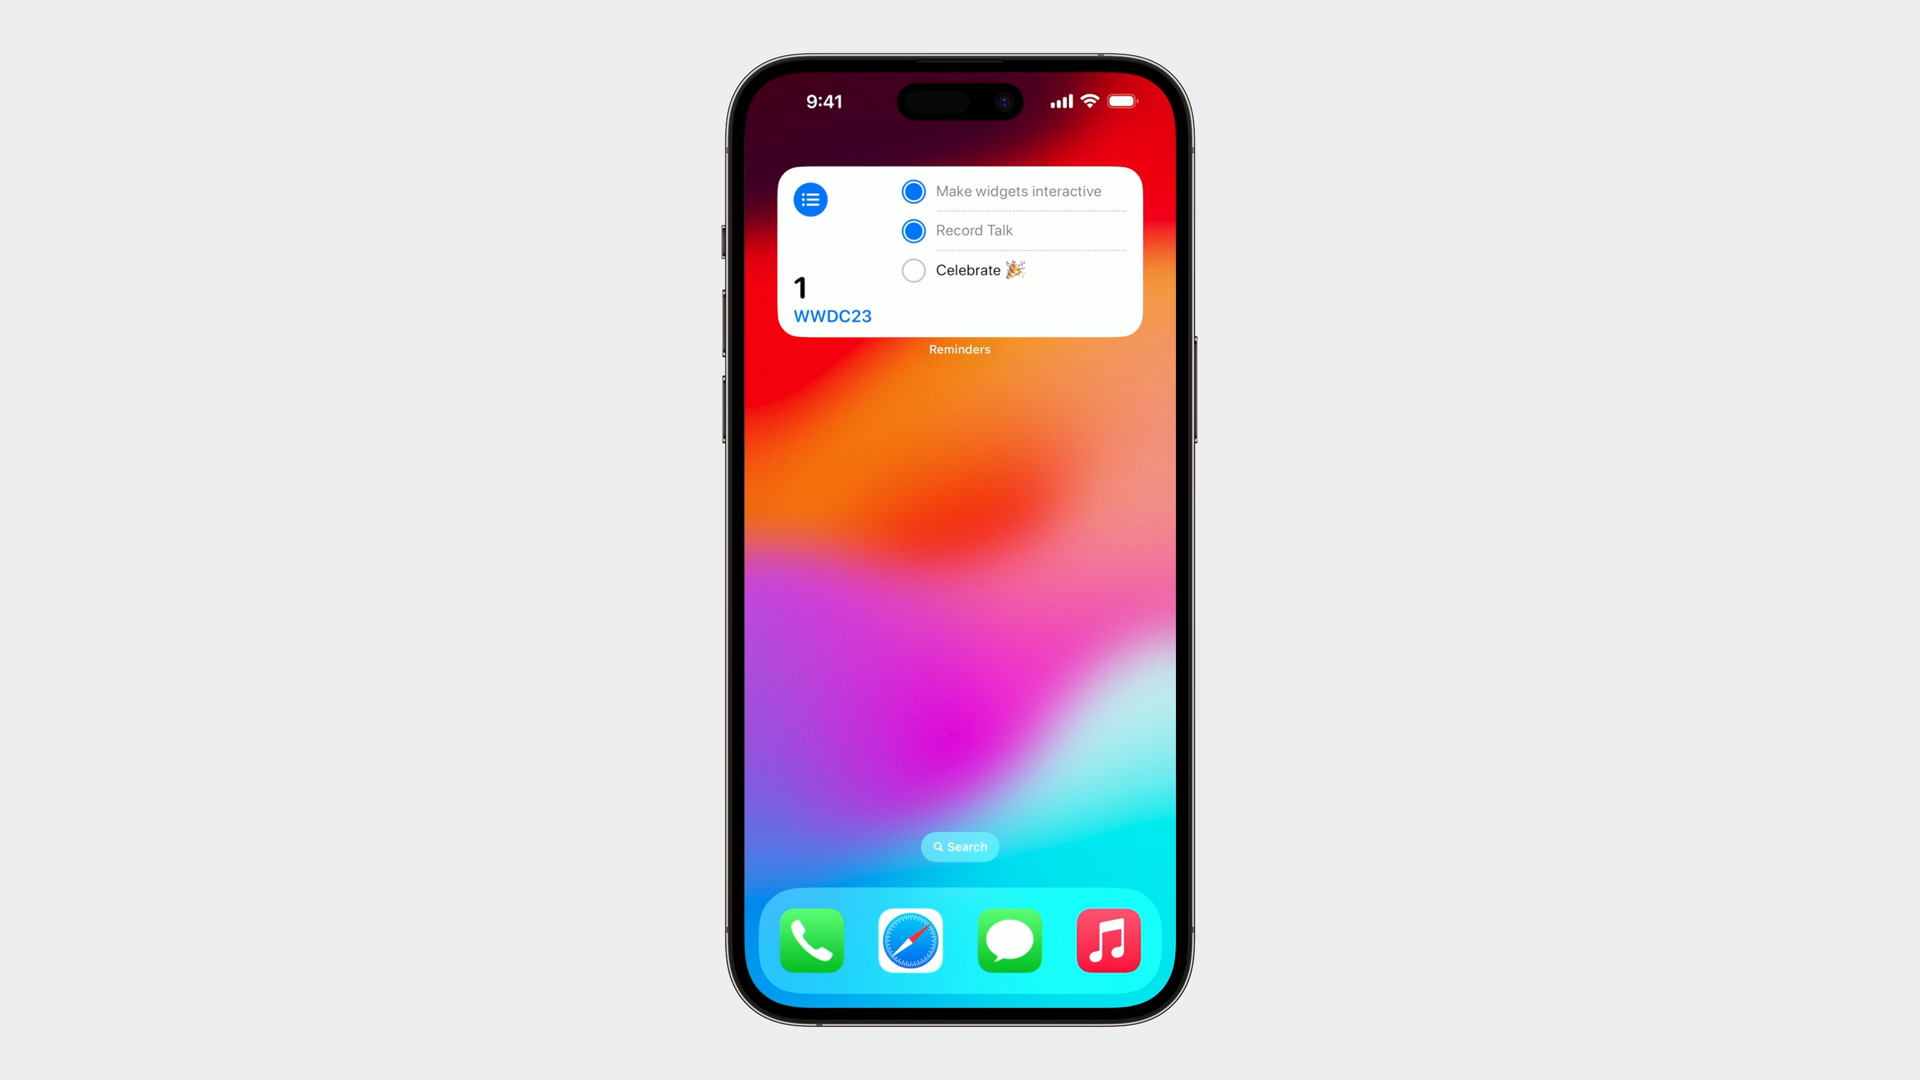 9:41
Make widgets interactive
Record Talk
Celebrate 🎉
1
WWDC23
Reminders
Search